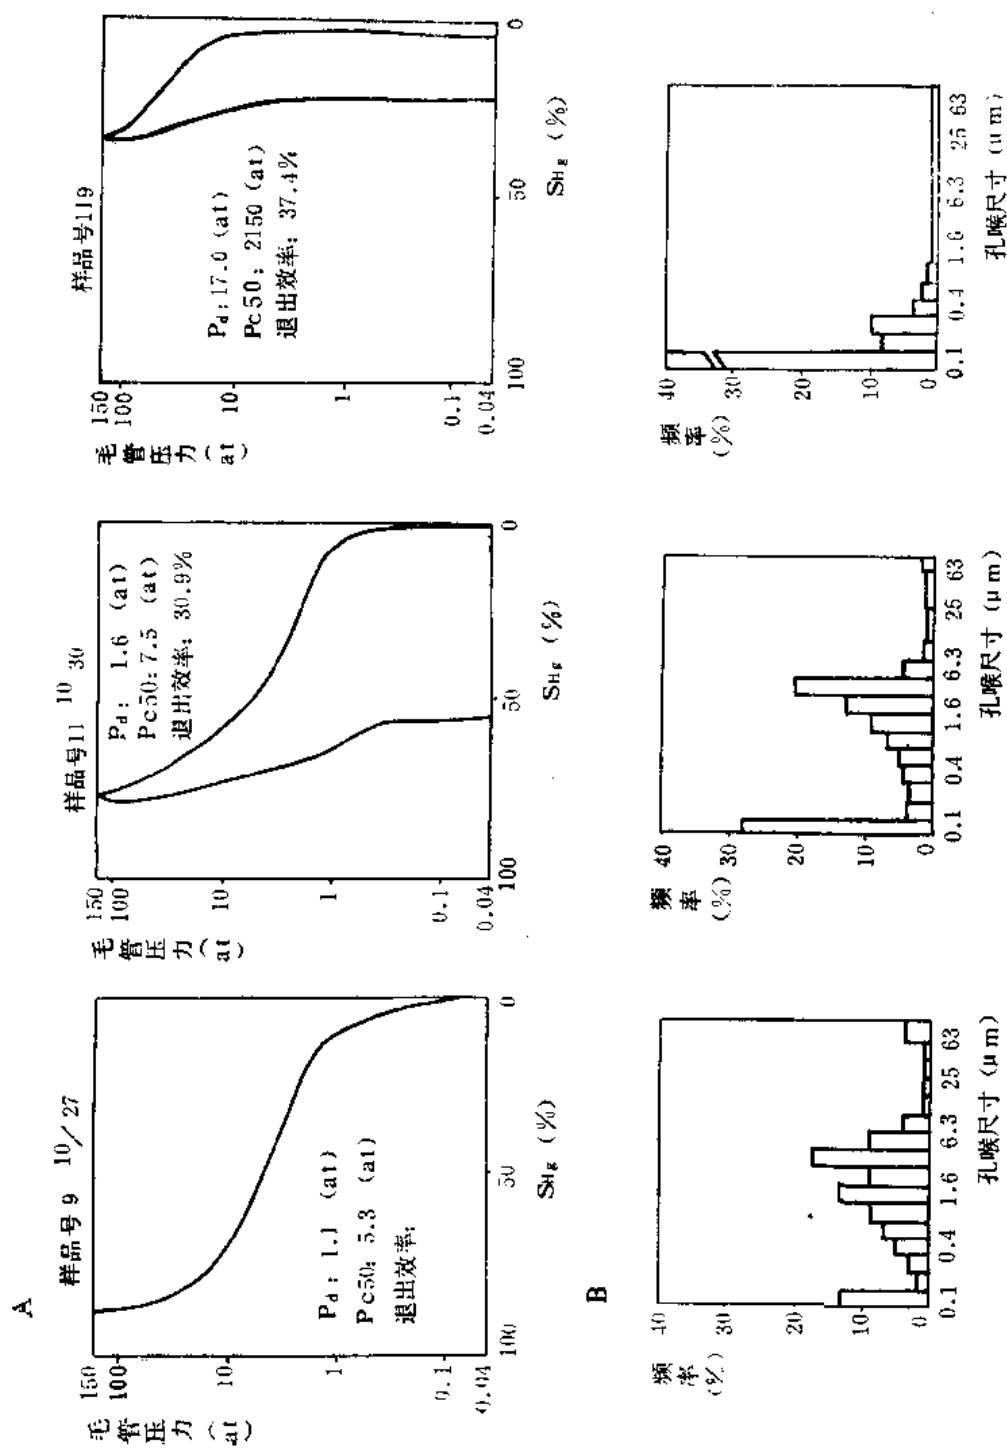 A
样品号9 10/27
毛管压力(at)
150
100
10
1
0.1
0.04
Pd: 1.1 (at)
Pc50: 5.3 (at)
退出效率:
100
50
0
SHg (%)
样品号11 10 30
毛管压力(at)
150
100
10
1
0.1
0.04
Pd: 1.6 (at)
Pc50: 7.5 (at)
退出效率: 30.9%
100
50
0
SHg (%)
样品号119
毛管压力(at)
150
100
10
1
0.1
0.04
Pd: 17.0 (at)
Pc50: 2150 (at)
退出效率: 37.4%
100
50
0
SHg (%)
B
频率(%)
40
30
20
10
0
0.1 0.4 1.6 6.3 25 63
孔喉尺寸 (μm)
频率(%)
40
30
20
10
0
0.1 0.4 1.6 6.3 25 63
孔喉尺寸 (μm)
频率(%)
40
30
20
10
0
0.1 0.4 1.6 6.3 25 63
孔喉尺寸 (μm)